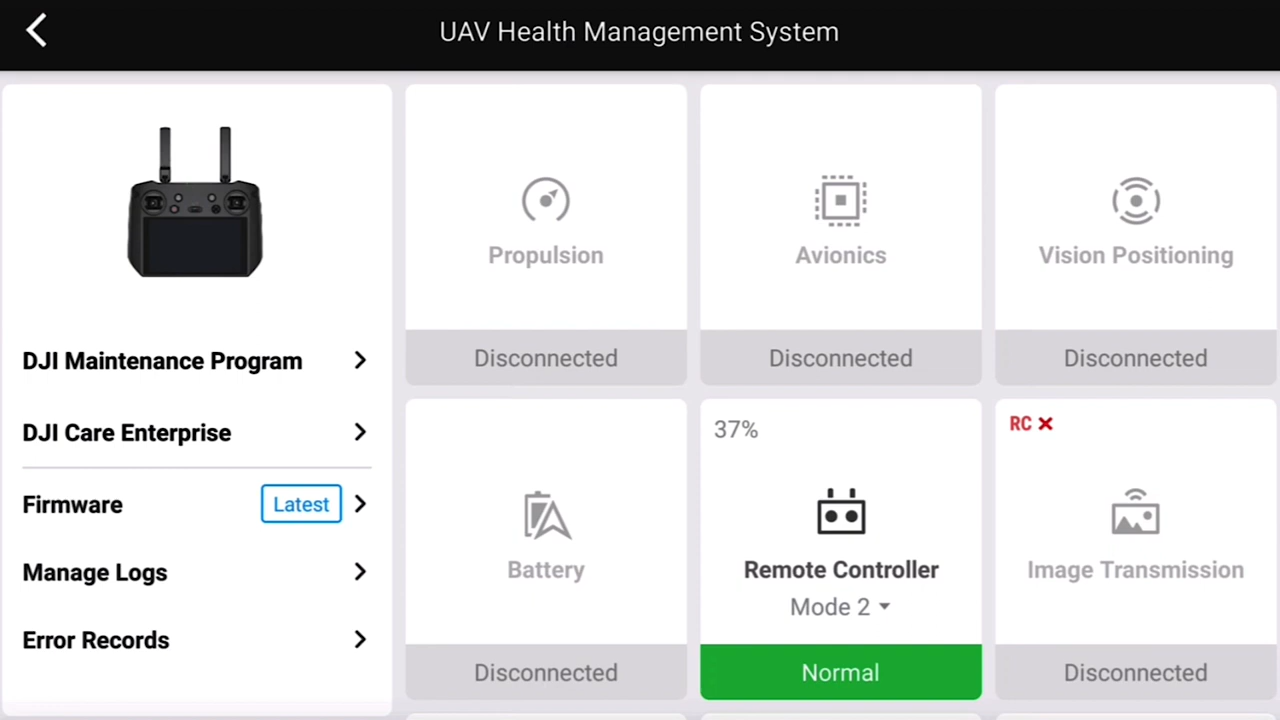 UAV Health Management System
DJI Maintenance Program
DJI Care Enterprise
Firmware Latest
Manage Logs
Error Records
Propulsion
Disconnected
Avionics
Disconnected
Vision Positioning
Disconnected
Battery
Disconnected
37%
Remote Controller
Mode 2
Normal
RC
Image Transmission
Disconnected